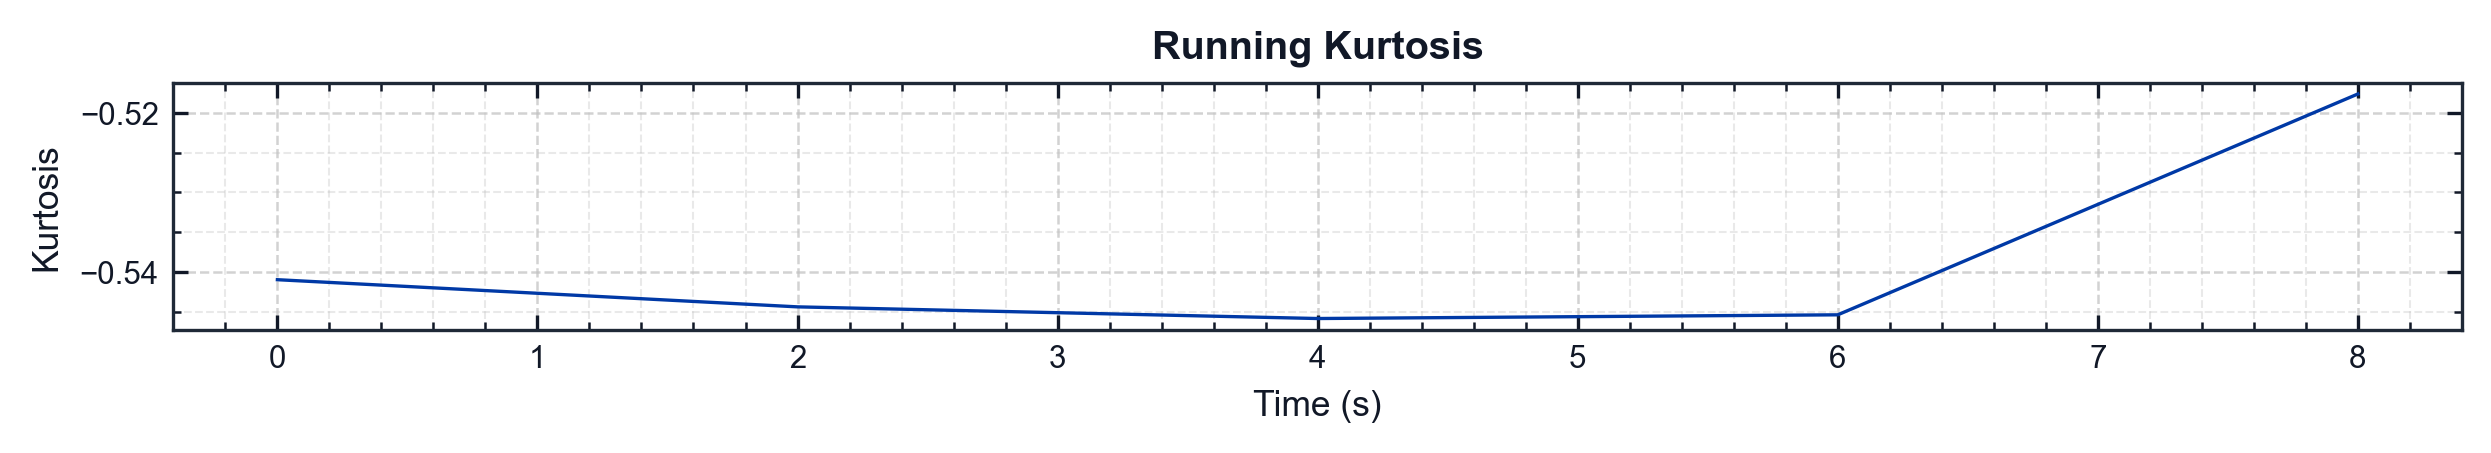 Running Kurtosis
−0.52
−0.54
Kurtosis
0 1 2 3 4 5 6 7 8
Time (s)